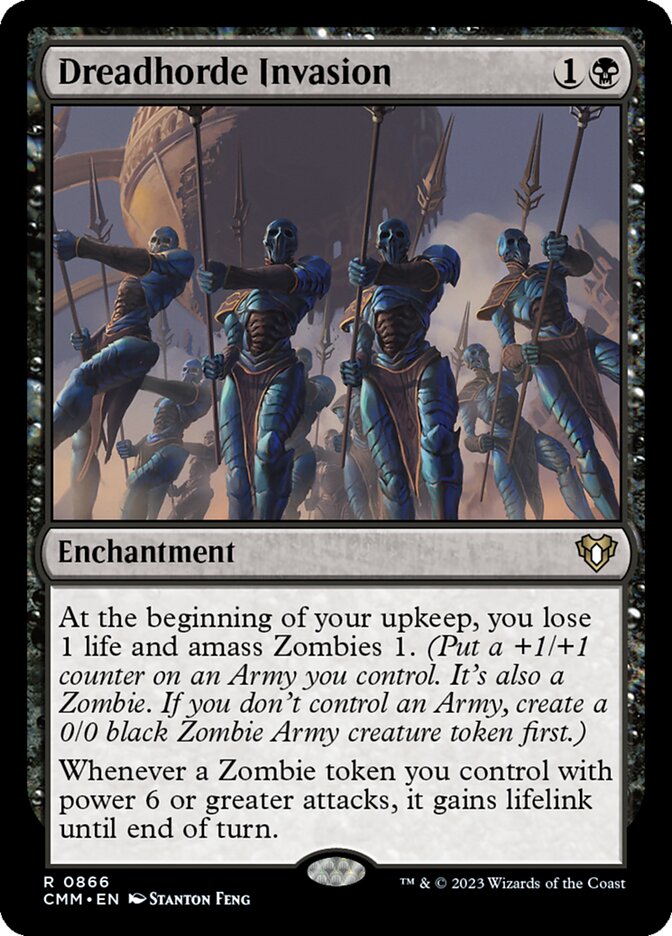 Dreadhorde Invasion 1
Enchantment
At the beginning of your upkeep, you lose
1 life and amass Zombies 1. (Put a +1/+1
counter on an Army you control. It's also a
Zombie. If you don't control an Army, create a
0/0 black Zombie Army creature token first.)
Whenever a Zombie token you control with
power 6 or greater attacks, it gains lifelink
until end of turn.
R 0866
CMM • EN Stanton Feng
™ & © 2023 Wizards of the Coast